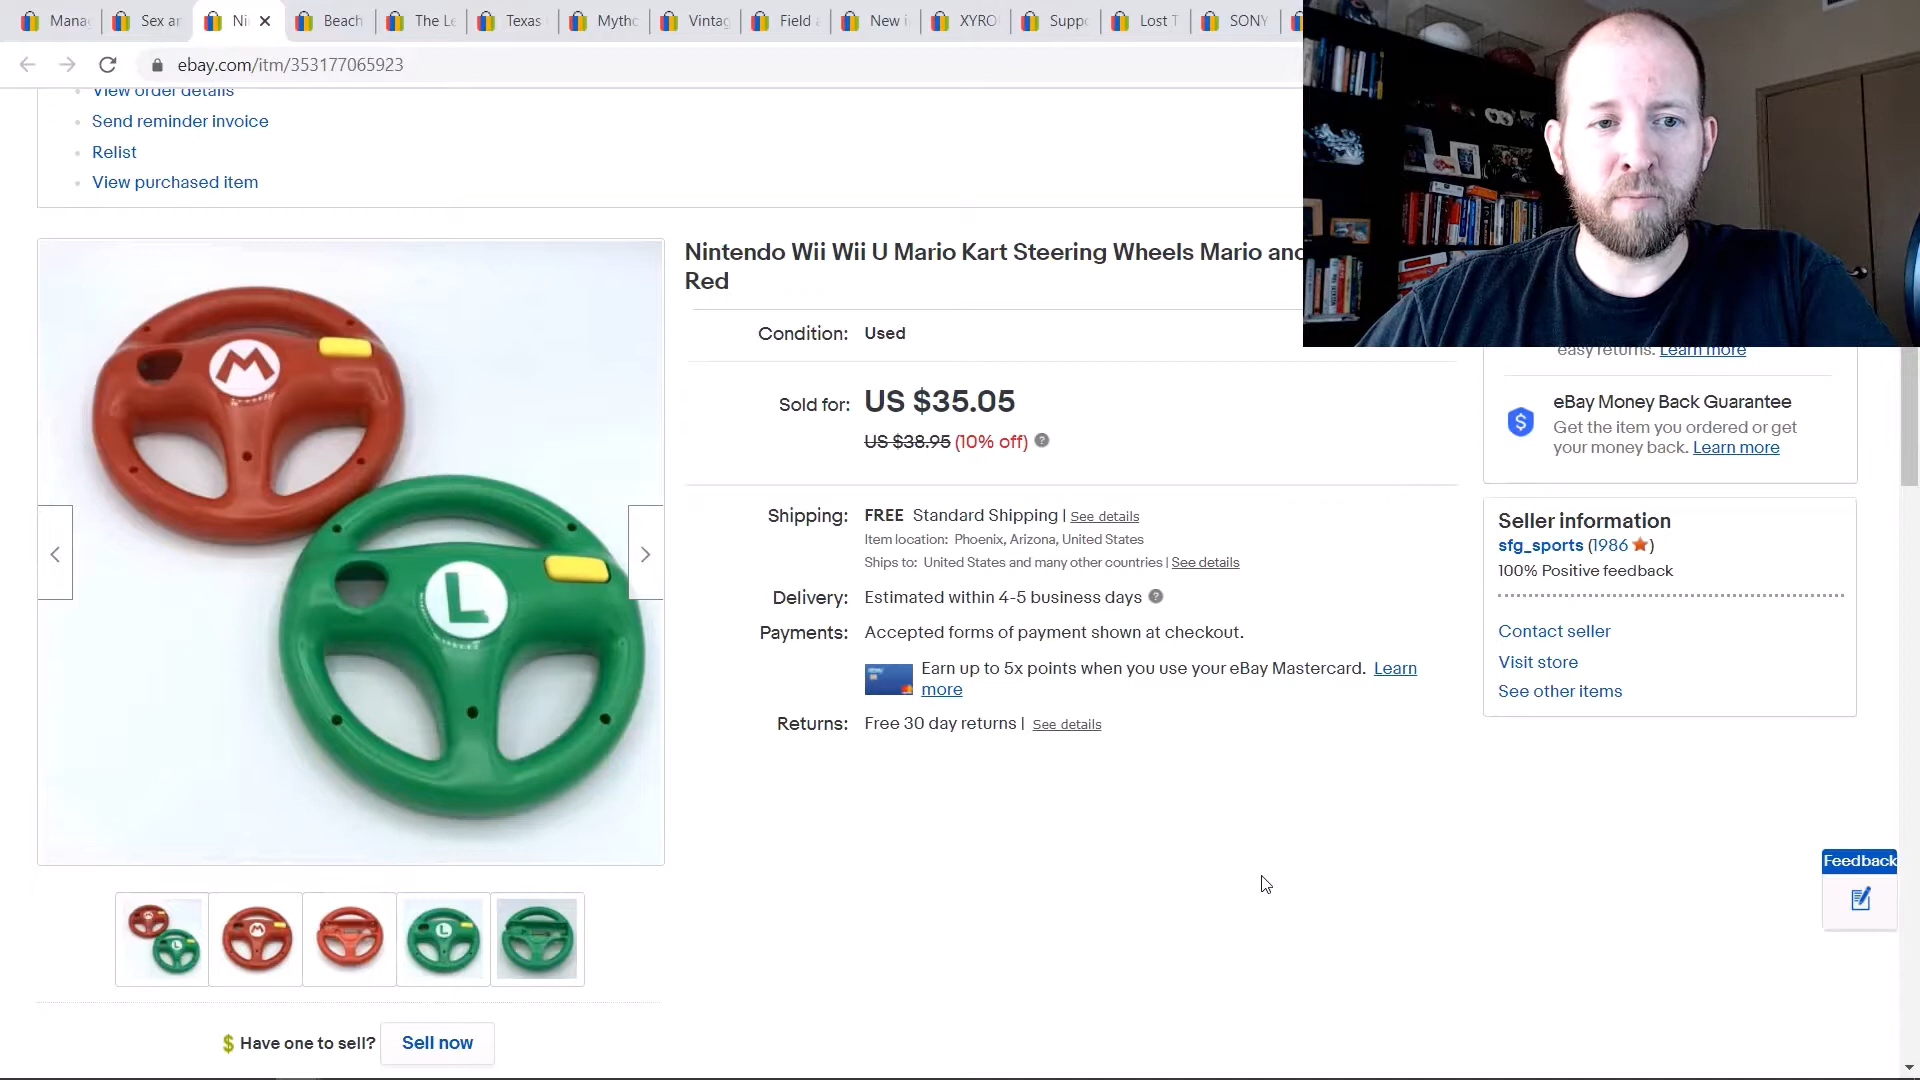 Mana
Sex ar
Ni
Beach
The Le
Texas
Mytho
Vintag
Field a
New i
XYRO
Suppo
Lost T
SONY
ebay.com/itm/353177065923
View order details
Send reminder invoice
Relist
View purchased item
Nintendo Wii Wii U Mario Kart Steering Wheels Mario and
Red
Condition: Used
Sold for: US $35.05
US $38.95 (10% off)
Shipping: FREE Standard Shipping | See details
Item location: Phoenix, Arizona, United States
Ships to: United States and many other countries | See details
Delivery: Estimated within 4-5 business days
Payments: Accepted forms of payment shown at checkout.
Earn up to 5x points when you use your eBay Mastercard. Learn
more
Returns: Free 30 day returns | See details
easy returns. Learn more
eBay Money Back Guarantee
Get the item you ordered or get
your money back. Learn more
Seller information
sfg_sports (1986)
100% Positive feedback
Contact seller
Visit store
See other items
Feedback
M
L
$ Have one to sell? Sell now